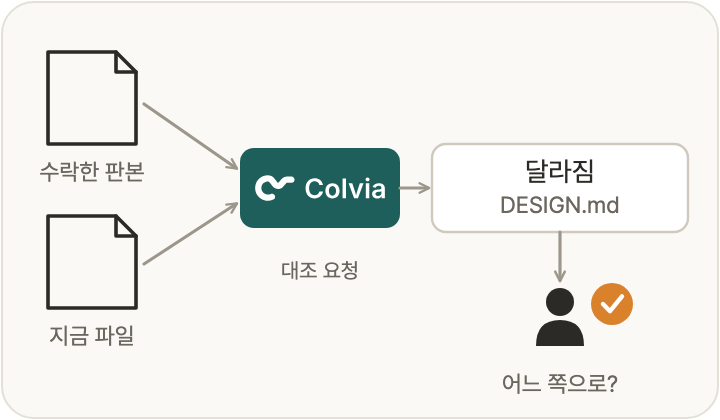 수락한 판본
지금 파일
Colvia
대조 요청
달라짐
DESIGN.md
어느 쪽으로?